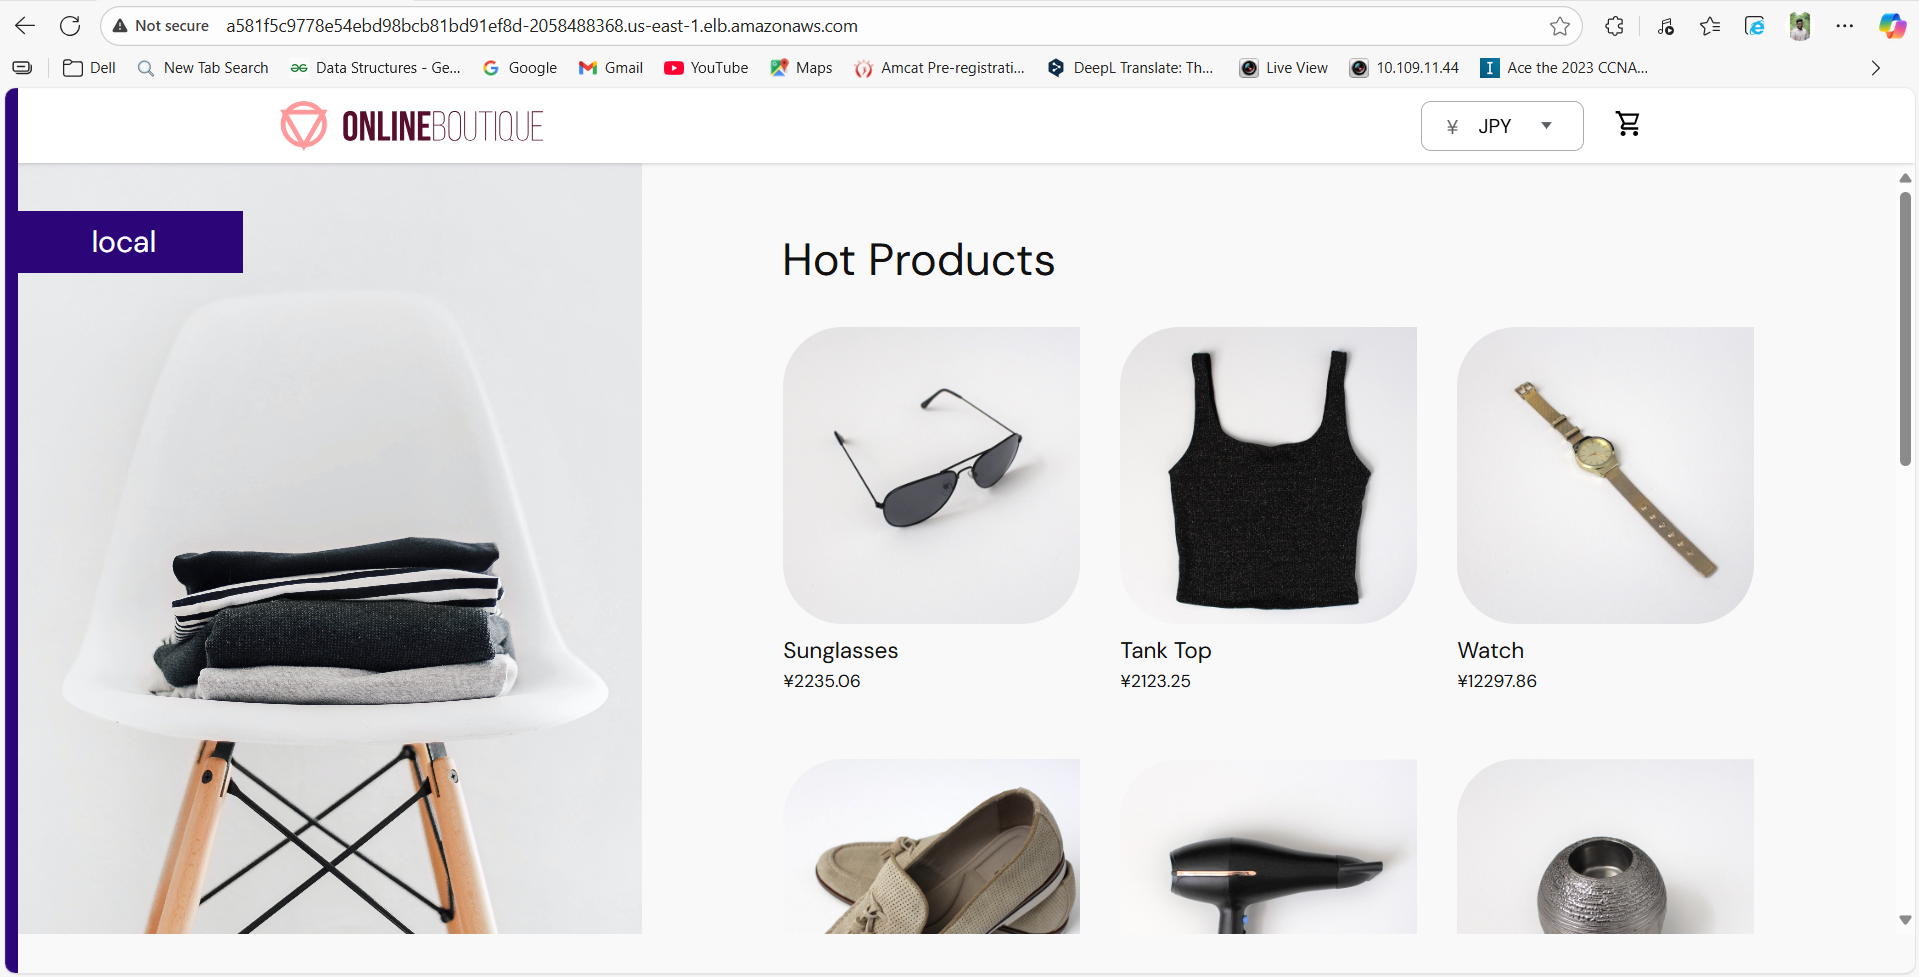 Not secure a581f5c9778e54ebd98bcb81bd91ef8d-2058488368.us-east-1.elb.amazonaws.com
Dell New Tab Search Data Structures - Ge... Google Gmail YouTube Maps Amcat Pre-registrati... DeepL Translate: Th... Live View 10.109.11.44 Ace the 2023 CCNA...
ONLINEBOUTIQUE
¥ JPY
local
Hot Products
Sunglasses
¥2235.06
Tank Top
¥2123.25
Watch
¥12297.86